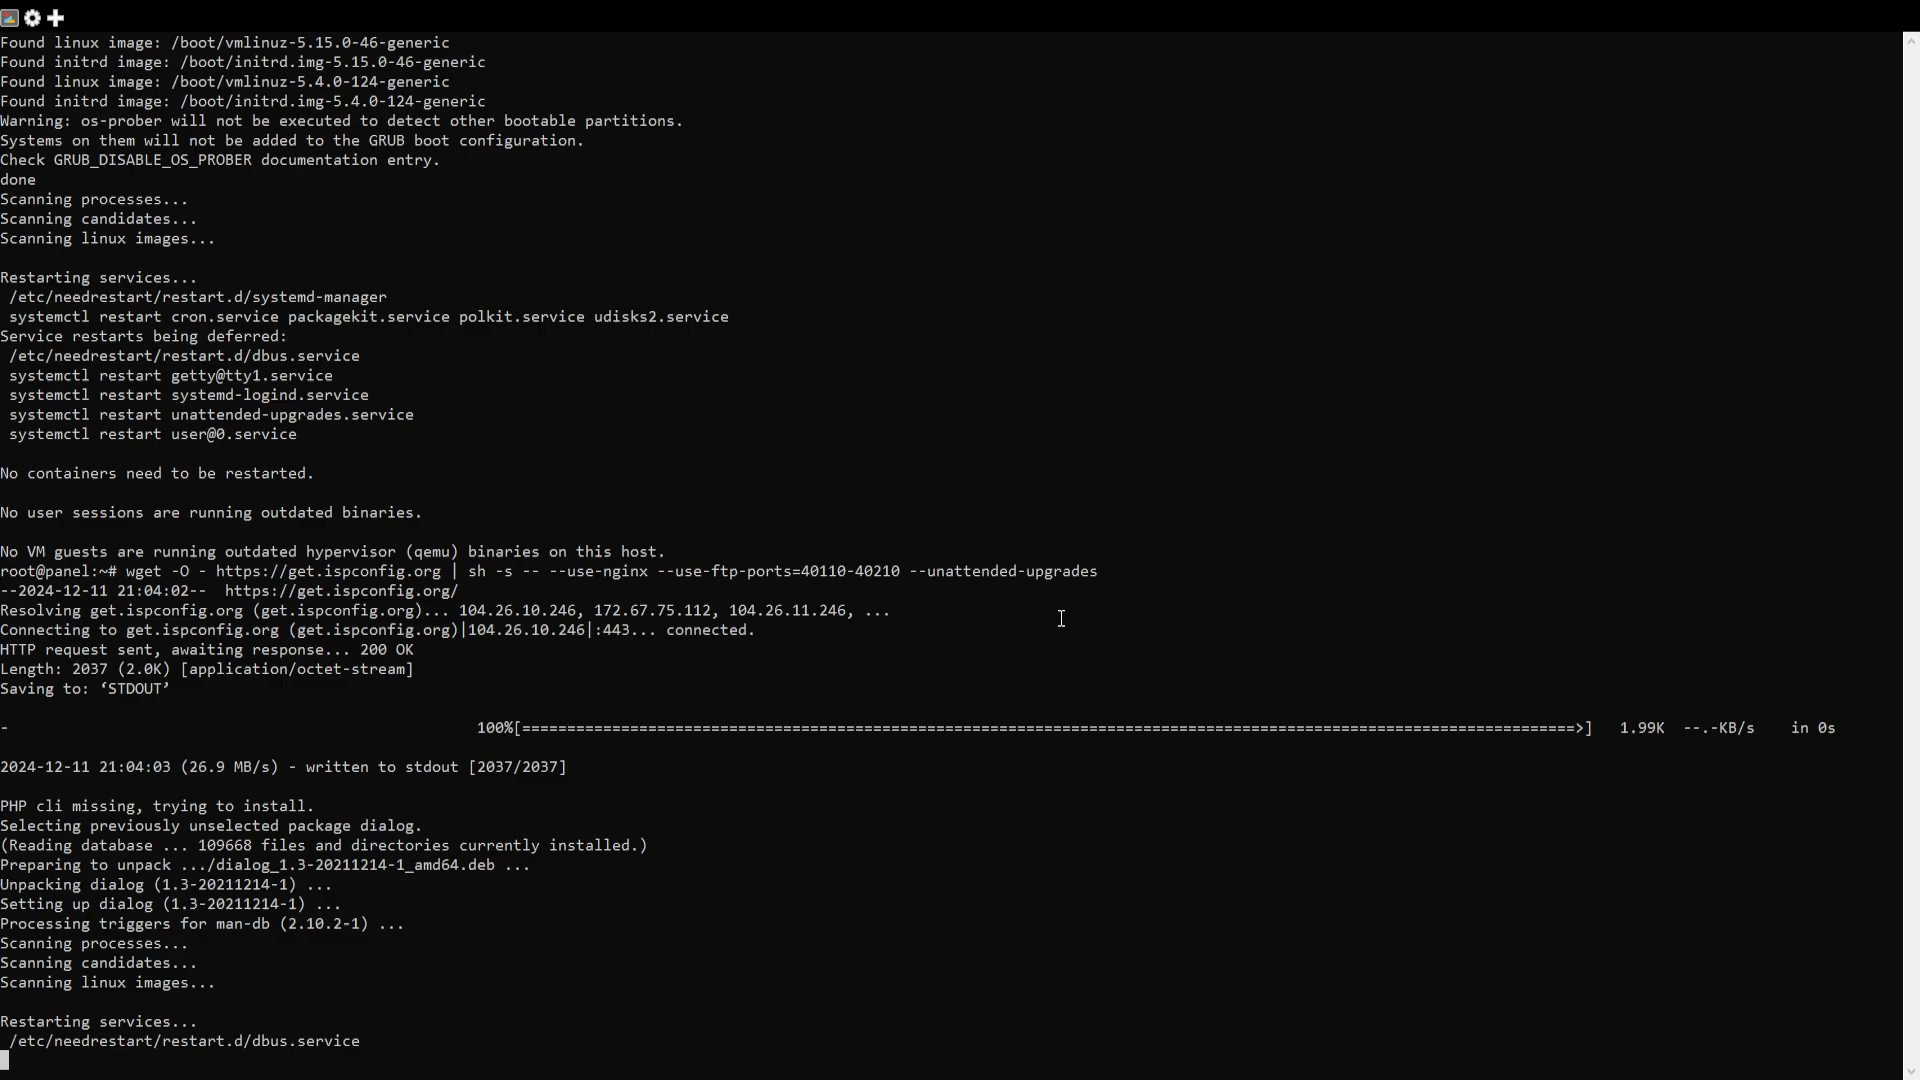 Found linux image: /boot/vmlinuz-5.15.0-46-generic
Found initrd image: /boot/initrd.img-5.15.0-46-generic
Found linux image: /boot/vmlinuz-5.4.0-124-generic
Found initrd image: /boot/initrd.img-5.4.0-124-generic
Warning: os-prober will not be executed to detect other bootable partitions.
Systems on them will not be added to the GRUB boot configuration.
Check GRUB_DISABLE_OS_PROBER documentation entry.
done
Scanning processes...
Scanning candidates...
Scanning linux images...
Restarting services...
 /etc/needrestart/restart.d/systemd-manager
 systemctl restart cron.service packagekit.service polkit.service udisks2.service
Service restarts being deferred:
 /etc/needrestart/restart.d/dbus.service
 systemctl restart getty@tty1.service
 systemctl restart systemd-logind.service
 systemctl restart unattended-upgrades.service
 systemctl restart user@0.service
No containers need to be restarted.
No user sessions are running outdated binaries.
No VM guests are running outdated hypervisor (qemu) binaries on this host.
root@panel:~# wget -O - https://get.ispconfig.org | sh -s -- --use-nginx --use-ftp-ports=40110-40210 --unattended-upgrades
--2024-12-11 21:04:02--  https://get.ispconfig.org/
Resolving get.ispconfig.org (get.ispconfig.org)... 104.26.10.246, 172.67.75.112, 104.26.11.246, ...
Connecting to get.ispconfig.org (get.ispconfig.org)|104.26.10.246|:443... connected.
HTTP request sent, awaiting response... 200 OK
Length: 2037 (2.0K) [application/octet-stream]
Saving to: ‘STDOUT’
-                                                    100%[=====================================================================================================================>]   1.99K  --.-KB/s    in 0s
2024-12-11 21:04:03 (26.9 MB/s) - written to stdout [2037/2037]
PHP cli missing, trying to install.
Selecting previously unselected package dialog.
(Reading database ... 109668 files and directories currently installed.)
Preparing to unpack .../dialog_1.3-20211214-1_amd64.deb ...
Unpacking dialog (1.3-20211214-1) ...
Setting up dialog (1.3-20211214-1) ...
Processing triggers for man-db (2.10.2-1) ...
Scanning processes...
Scanning candidates...
Scanning linux images...
Restarting services...
 /etc/needrestart/restart.d/dbus.service